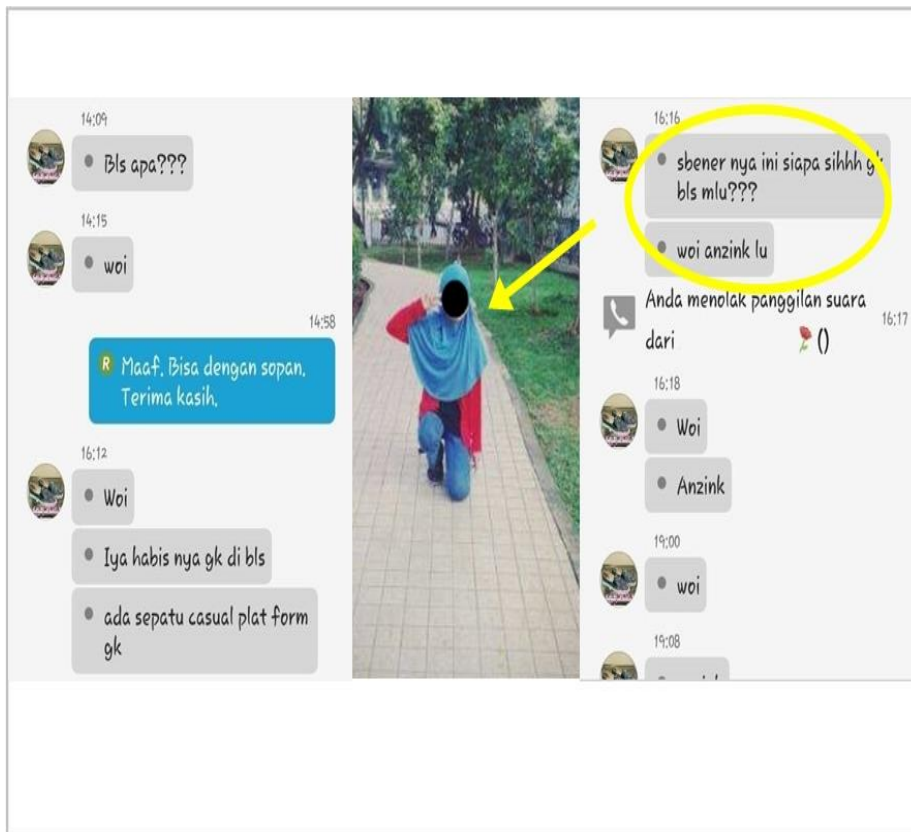 14:09
Bls apa???
14:15
woi
14:58
R Maaf. Bisa dengan sopan.
Terima kasih.
16:12
Woi
Iya habis nya gk di bls
ada sepatu casual plat form
gk
16:16
sbener nya ini siapa sihhh gk
bls mlu???
woi anzink lu
Anda menolak panggilan suara
dari 🌹 ()
16:17
16:18
Woi
Anzink
19:00
woi
19:08